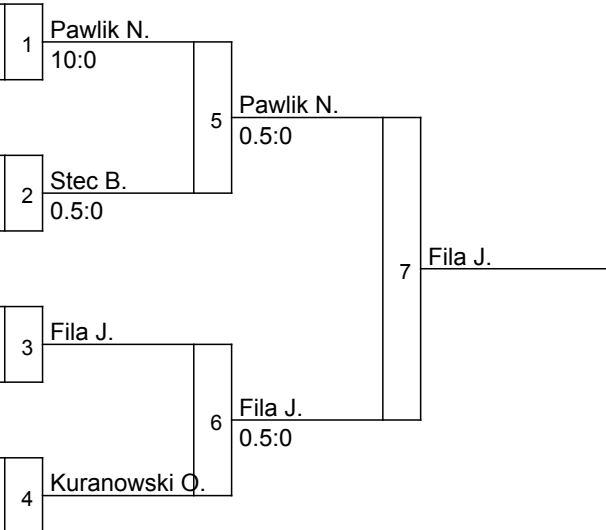 1
Pawlik N.
10:0
5
Pawlik N.
0.5:0
2
Stec B.
0.5:0
7
Fila J.
3
Fila J.
6
Fila J.
0.5:0
4
Kuranowski O.